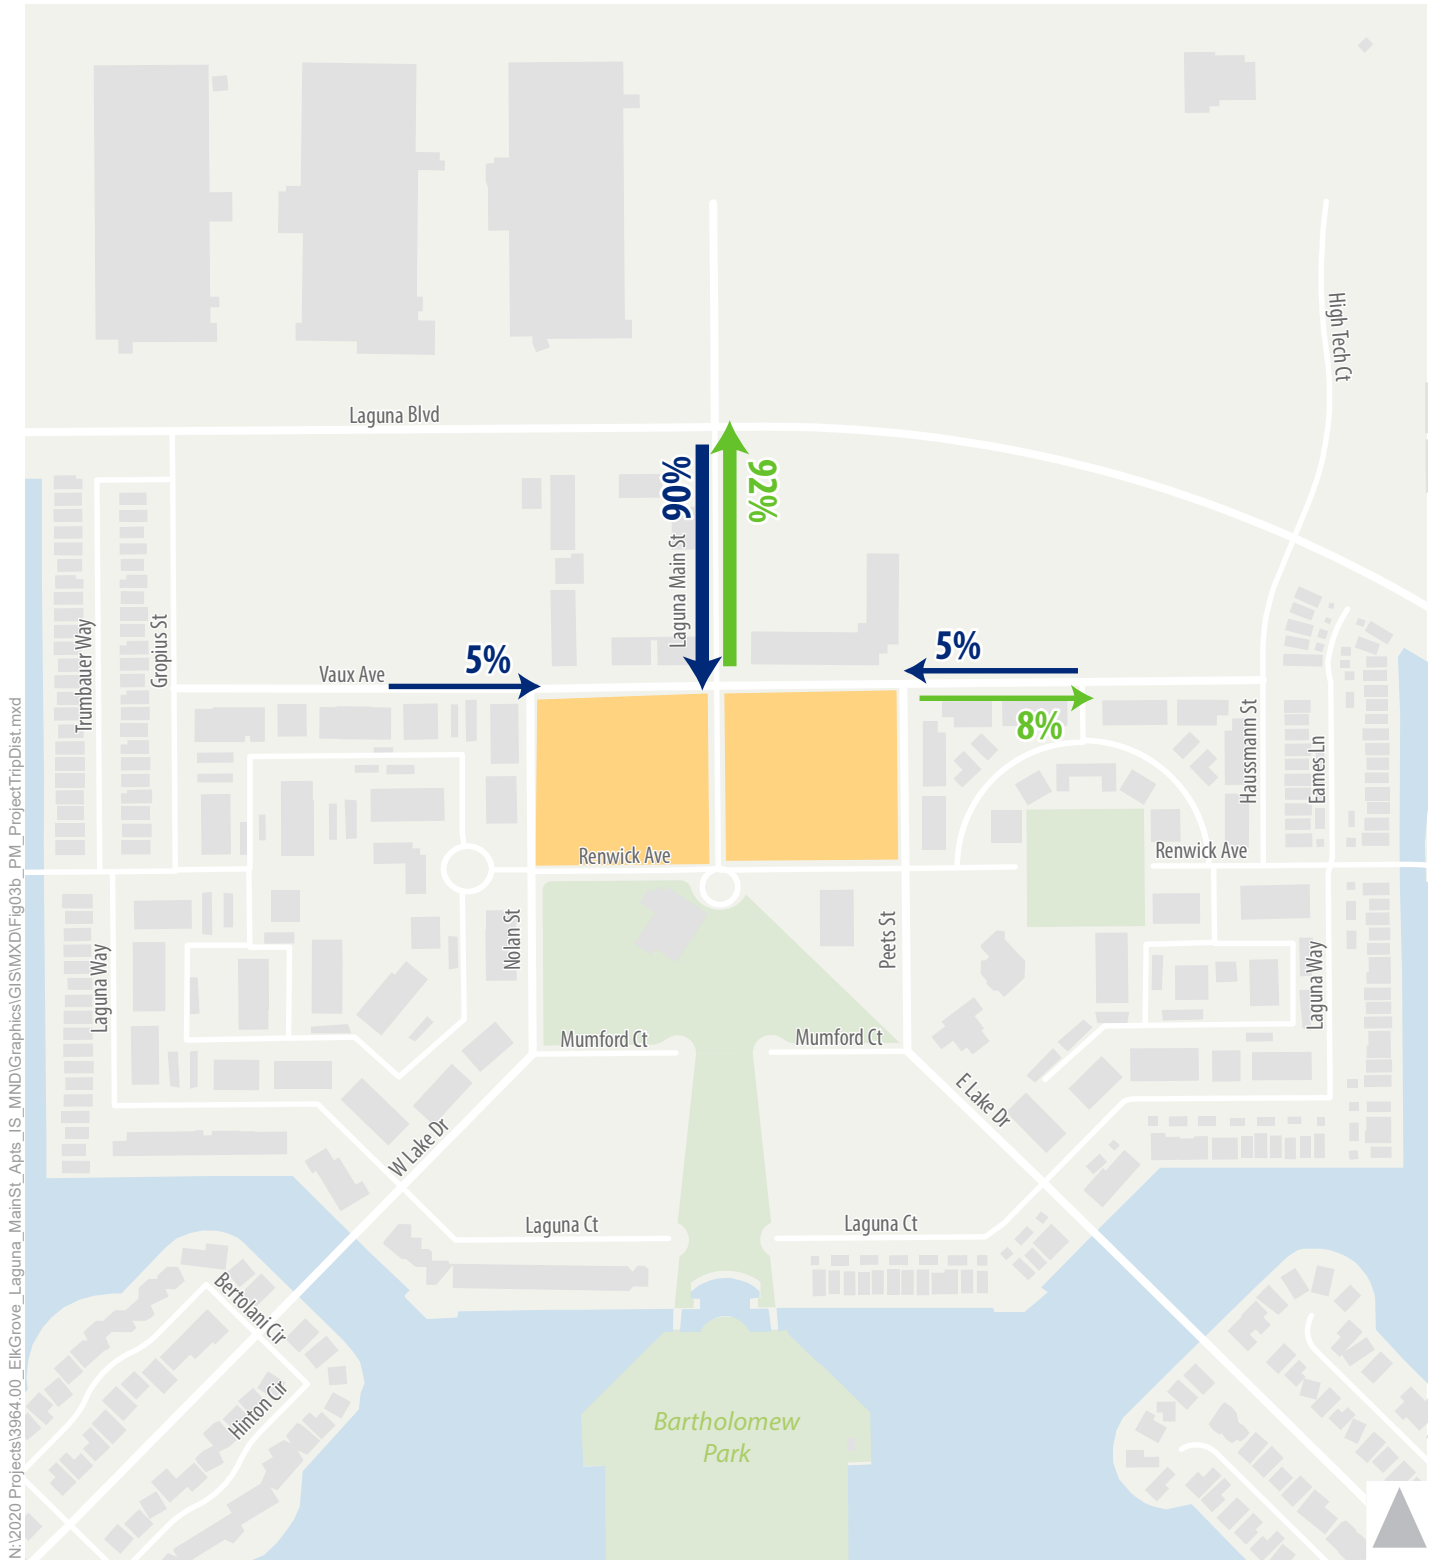 High Tech Ct
Laguna Blvd
90%
92%
Laguna Main St
Trumbauer Way
Gropius St
Vaux Ave
5%
5%
8%
Haussmann St
Eames Ln
Renwick Ave
Renwick Ave
Nolan St
Peets St
Laguna Way
Laguna Way
Mumford Ct
Mumford Ct
W Lake Dr
E Lake Dr
Laguna Ct
Laguna Ct
Bertolani Cir
Hinton Cir
Bartholomew
Park
N:\2020 Projects\3964.00_ElkGrove_Laguna_MainSt_Apts_IS_MND\Graphics\GIS\MXD\Fig03b_PM_ProjectTripDist.mxd